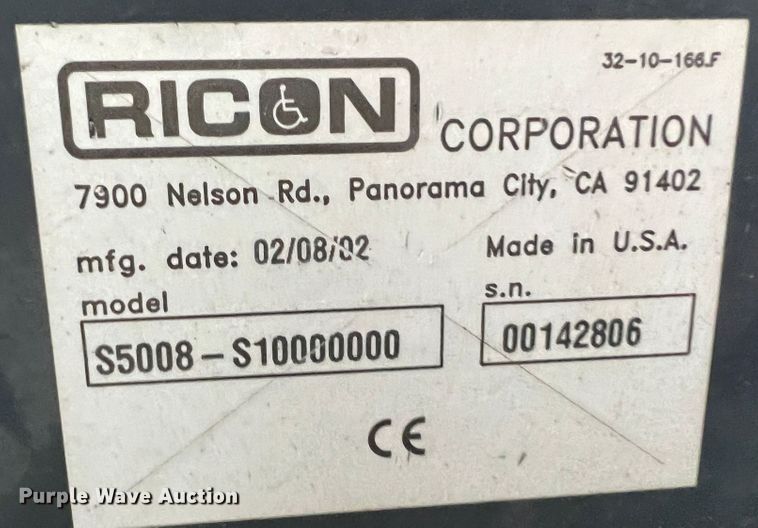 32-10-166.F
RICON CORPORATION
7900 Nelson Rd., Panorama City, CA 91402
mfg. date: 02/08/02 Made in U.S.A.
model s.n.
S5008-S10000000 00142806
CE
Purple Wave Auction